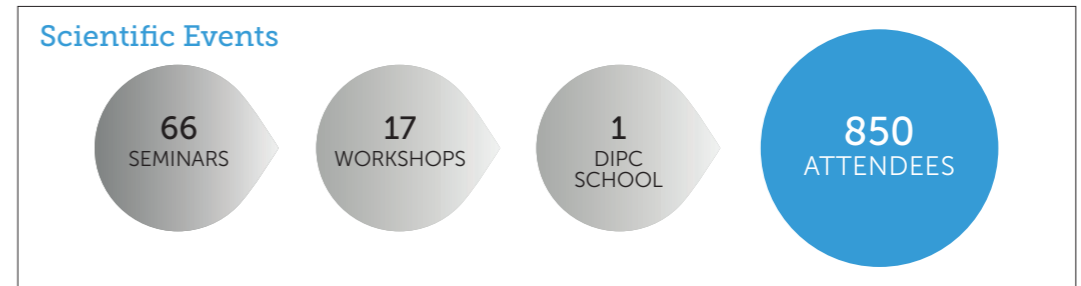 Scientific Events
66
SEMINARS
17
WORKSHOPS
1
DIPC
SCHOOL
850
ATTENDEES